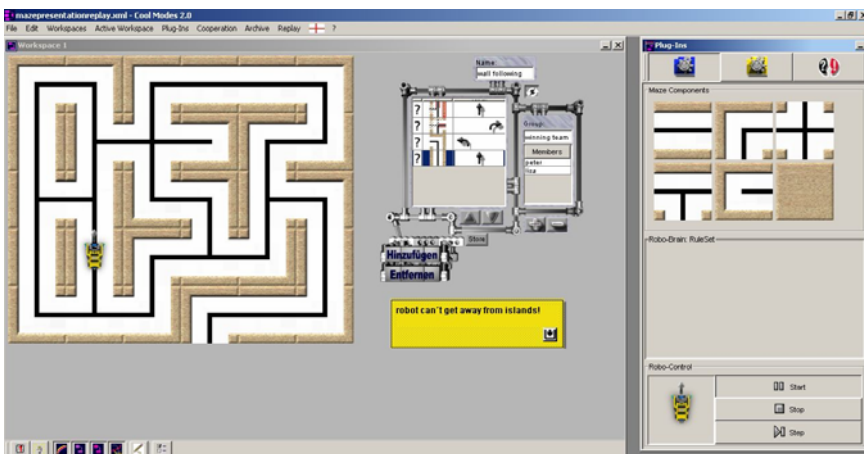 mazepresentationreplay.xml - Cool Modes 2.0
File Edit Workspaces Active Workspace Plug-Ins Cooperation Archive Replay ?
Workspace 1
Plug-Ins
Name:
wall following
Maze Components
?
?
?
?
Group:
winning team
Members
peter
lisa
Store
Hinzufügen
Entfernen
robot can't get away from islands!
Robo-Brain: RuleSet
Robo-Control
Start
Stop
Step